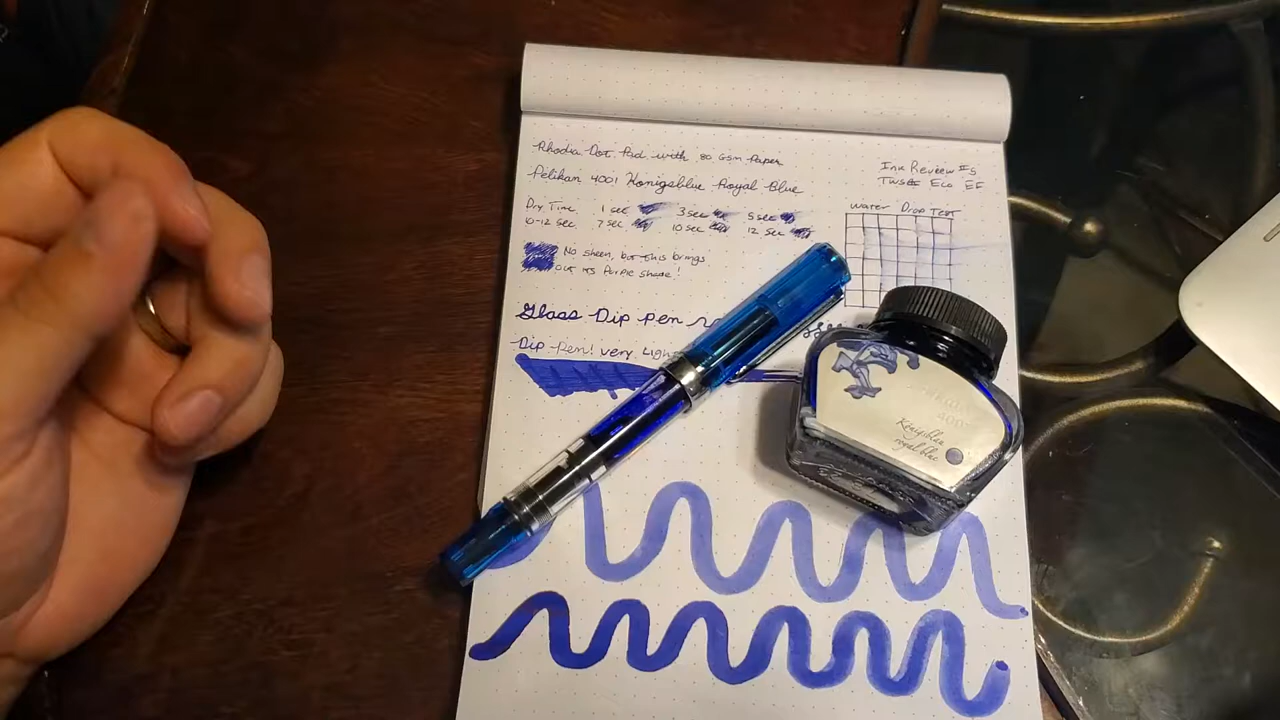 Rhodia Dot Pad with 80 GSM Paper
Pelikan 4001 Konigsblue Royal Blue
Ink Review #5
TWSBI Eco EF
Dry Time 1 sec 3 sec 5 sec
10-12 sec. 7 sec 10 sec 12 sec
Water Drop Test
No sheen, but this brings
out its Purple shade!
Glass Dip Pen
Dip Pen! very Light
Königsblau
royal blue